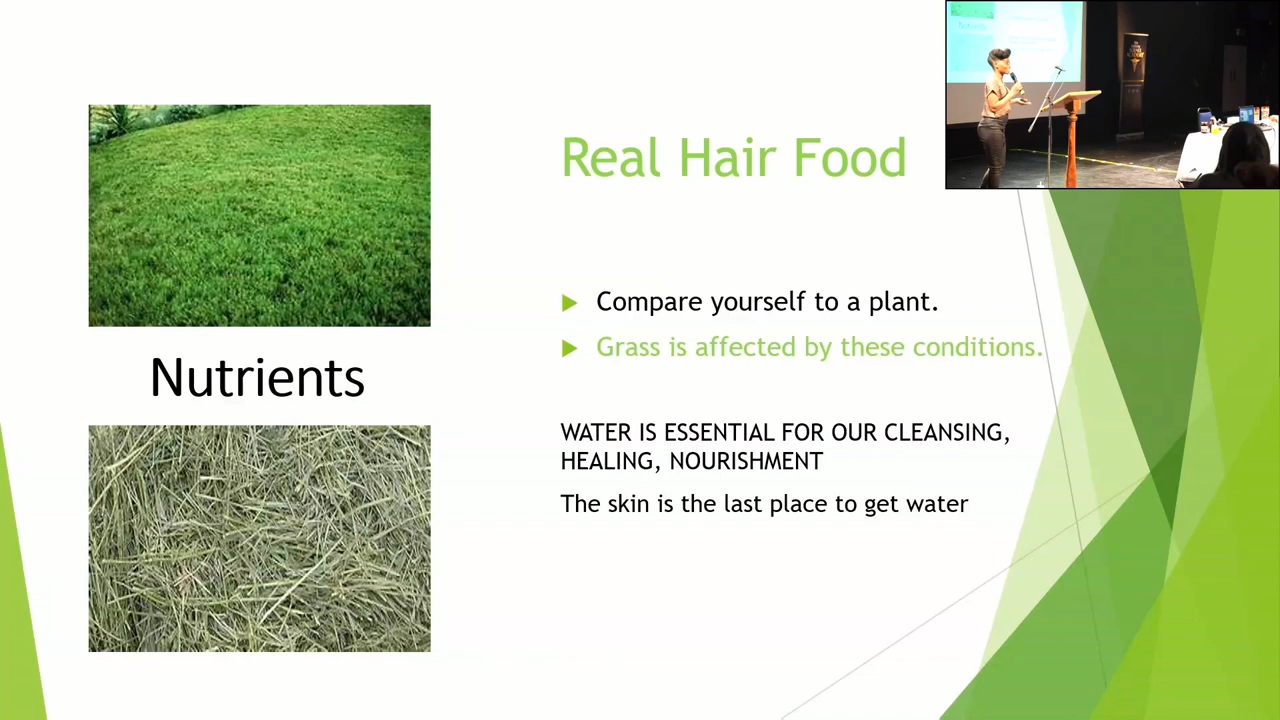 Real Hair Food
Nutrients
Compare yourself to a plant.
Grass is affected by these conditions.
WATER IS ESSENTIAL FOR OUR CLEANSING,
HEALING, NOURISHMENT
The skin is the last place to get water